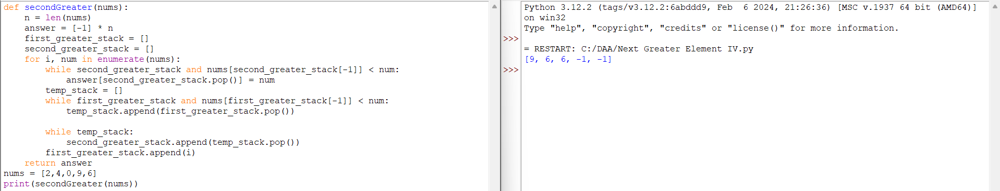 def secondGreater(nums):
    n = len(nums)
    answer = [-1] * n
    first_greater_stack = []
    second_greater_stack = []
    for i, num in enumerate(nums):
        while second_greater_stack and nums[second_greater_stack[-1]] < num:
            answer[second_greater_stack.pop()] = num
        temp_stack = []
        while first_greater_stack and nums[first_greater_stack[-1]] < num:
            temp_stack.append(first_greater_stack.pop())

        while temp_stack:
            second_greater_stack.append(temp_stack.pop())
        first_greater_stack.append(i)
    return answer
nums = [2,4,0,9,6]
print(secondGreater(nums))
Python 3.12.2 (tags/v3.12.2:6abddd9, Feb  6 2024, 21:26:36) [MSC v.1937 64 bit (AMD64)]
on win32
Type "help", "copyright", "credits" or "license()" for more information.
>>>
= RESTART: C:/DAA/Next Greater Element IV.py
[9, 6, 6, -1, -1]
>>>